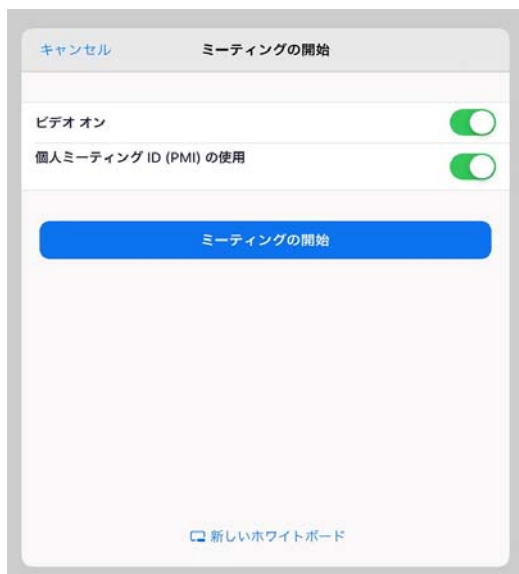 キャンセル ミーティングの開始
ビデオ オン
個人ミーティング ID (PMI) の使用
ミーティングの開始
新しいホワイトボード